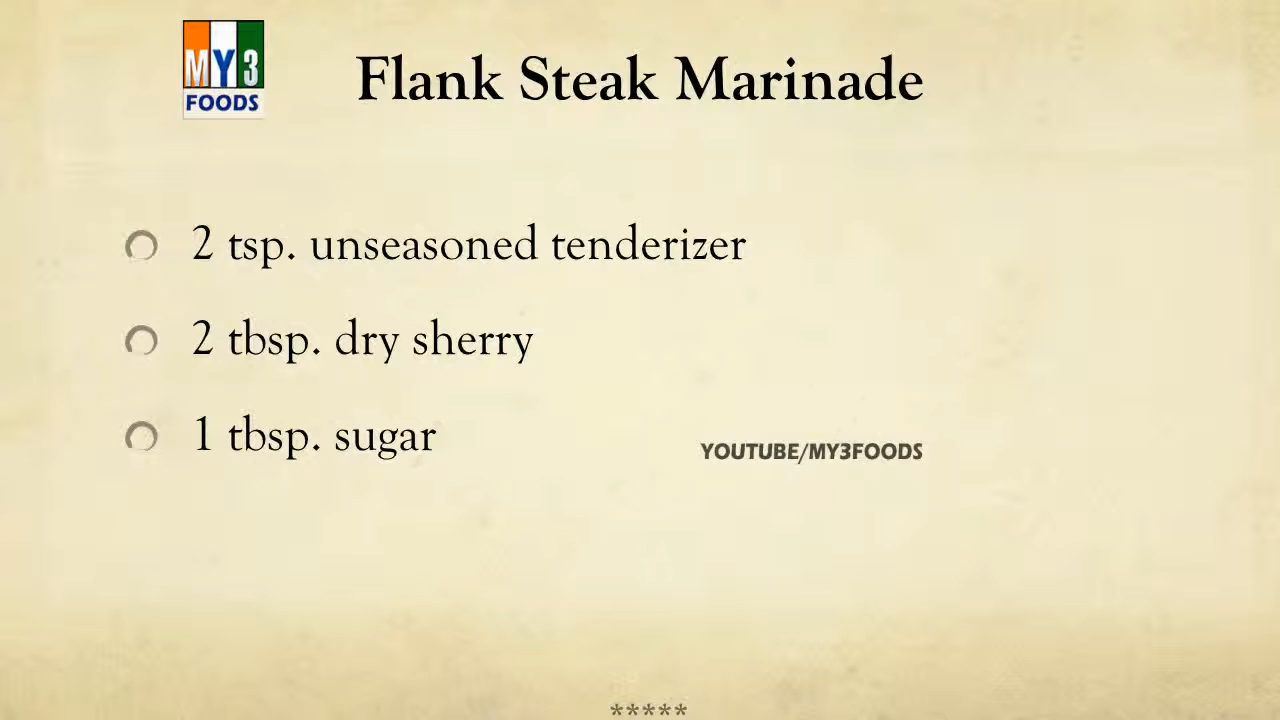 MY3
FOODS
Flank Steak Marinade
2 tsp. unseasoned tenderizer
2 tbsp. dry sherry
1 tbsp. sugar
YOUTUBE/MY3FOODS
*****